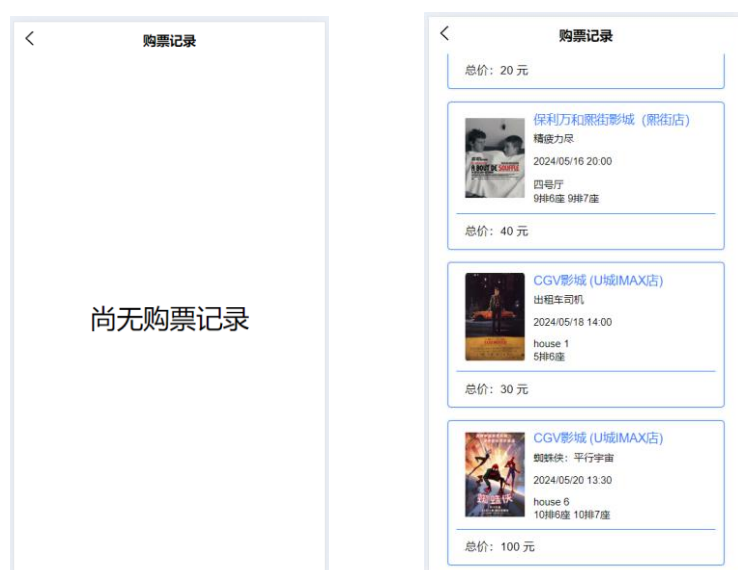 购票记录
尚无购票记录
购票记录
总价：20 元
保利万和熙街影城（熙街店）
精疲力尽
2024/05/16 20:00
四号厅
9排6座 9排7座
A BOUT DE SOUFFLE
总价：40 元
CGV影城 (U城IMAX店)
出租车司机
2024/05/18 14:00
house 1
5排6座
总价：30 元
CGV影城 (U城IMAX店)
蜘蛛侠：平行宇宙
2024/05/20 13:30
house 6
10排6座 10排7座
蜘蛛侠
总价：100 元